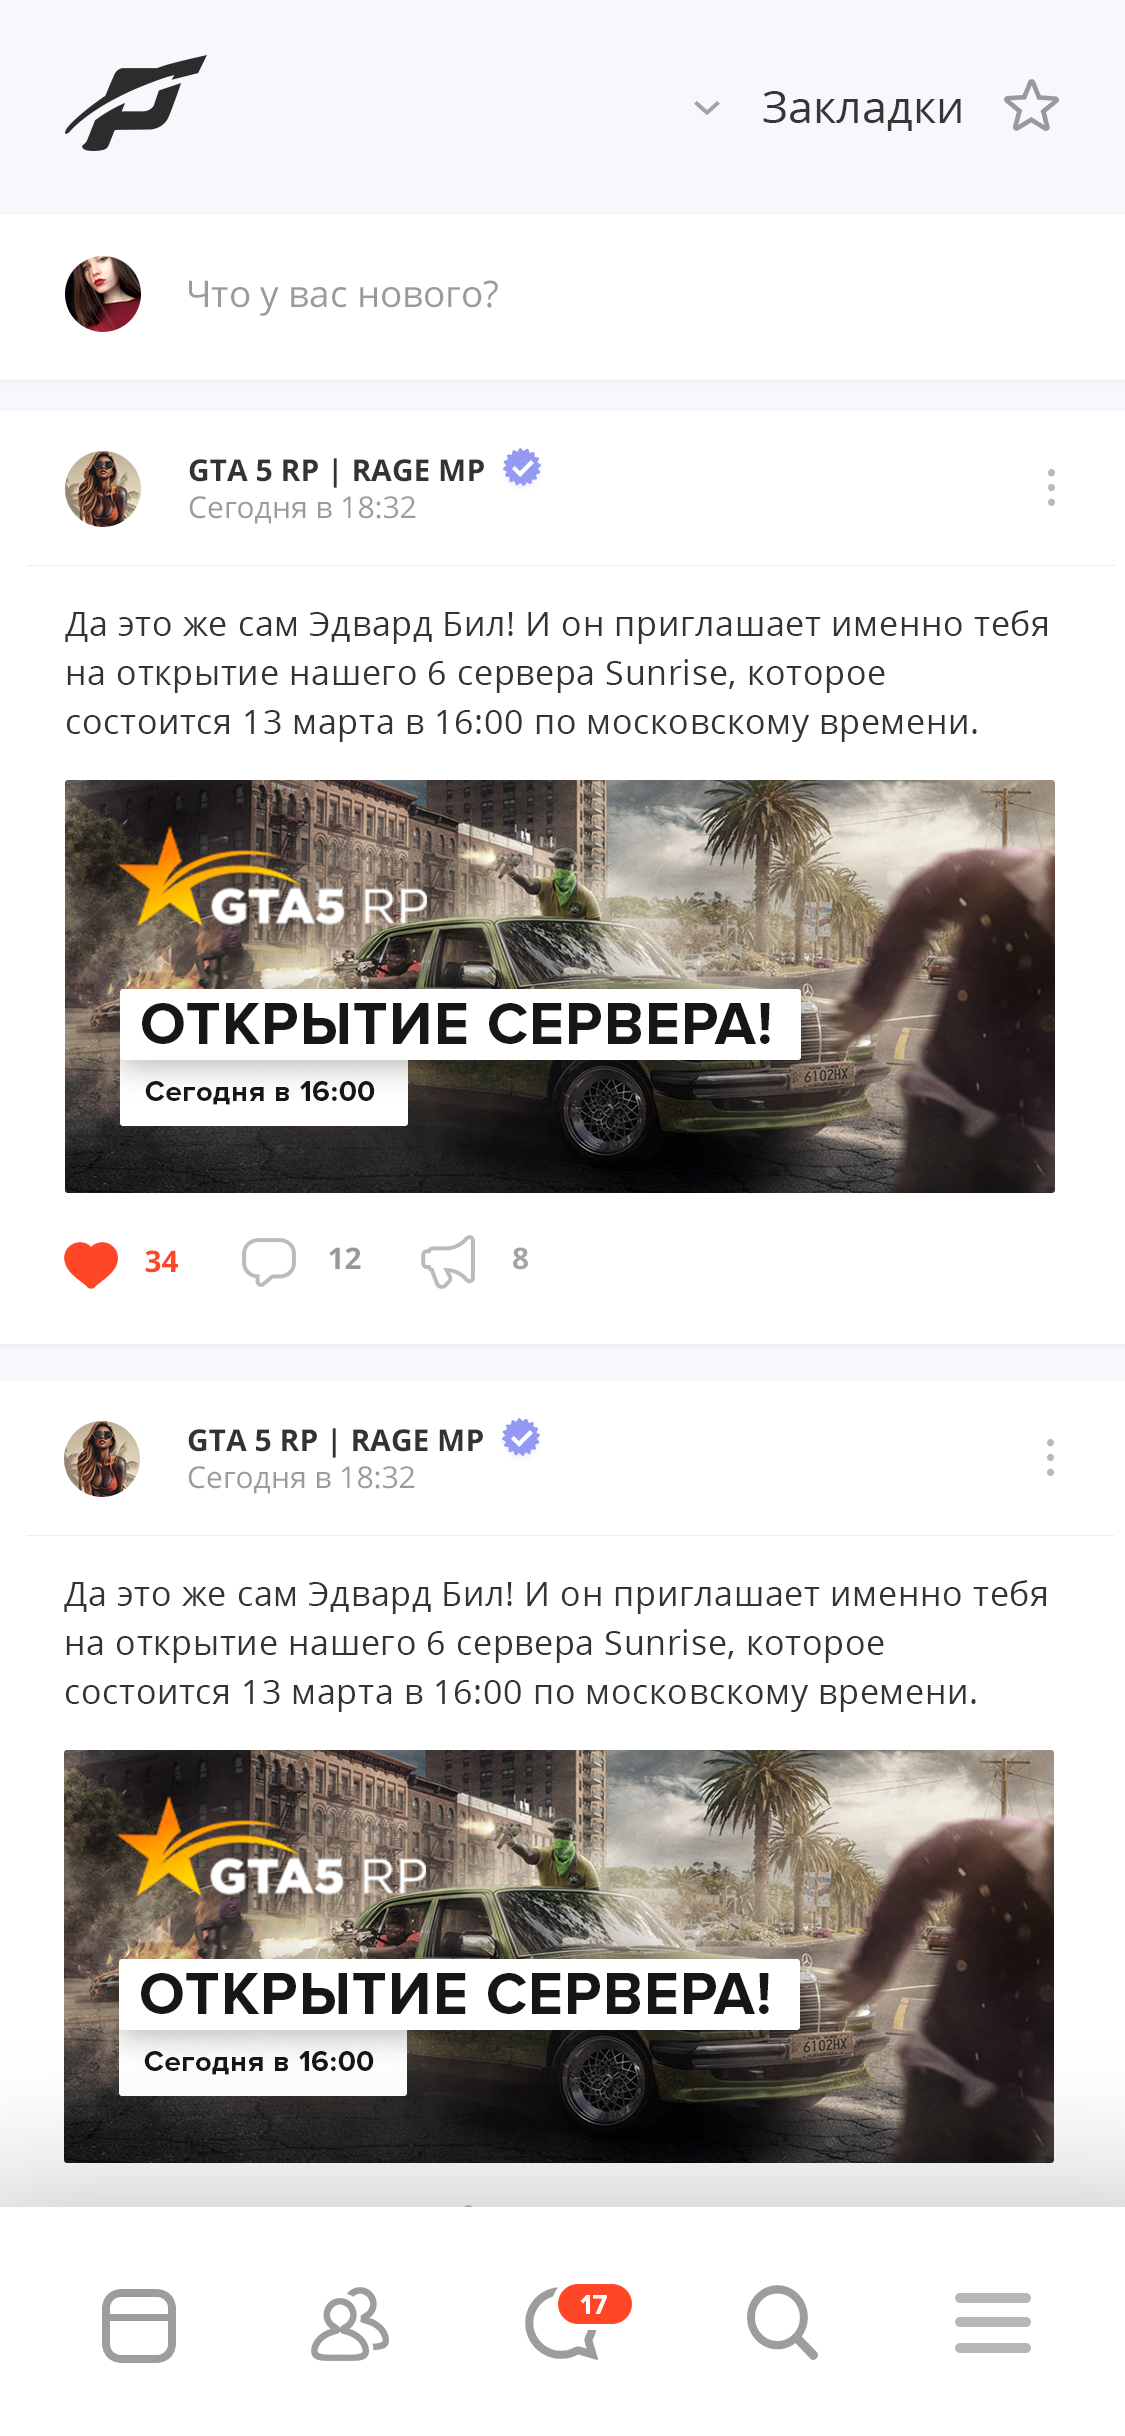 Закладки
Что у вас нового?
GTA 5 RP | RAGE MP
Сегодня в 18:32
Да это же сам Эдвард Бил! И он приглашает именно тебя
на открытие нашего 6 сервера Sunrise, которое
состоится 13 марта в 16:00 по московскому времени.
GTA5 RP
ОТКРЫТИЕ СЕРВЕРА!
6102HX
Сегодня в 16:00
34 12 8
GTA 5 RP | RAGE MP
Сегодня в 18:32
Да это же сам Эдвард Бил! И он приглашает именно тебя
на открытие нашего 6 сервера Sunrise, которое
состоится 13 марта в 16:00 по московскому времени.
GTA5 RP
ОТКРЫТИЕ СЕРВЕРА!
6102HX
Сегодня в 16:00
17